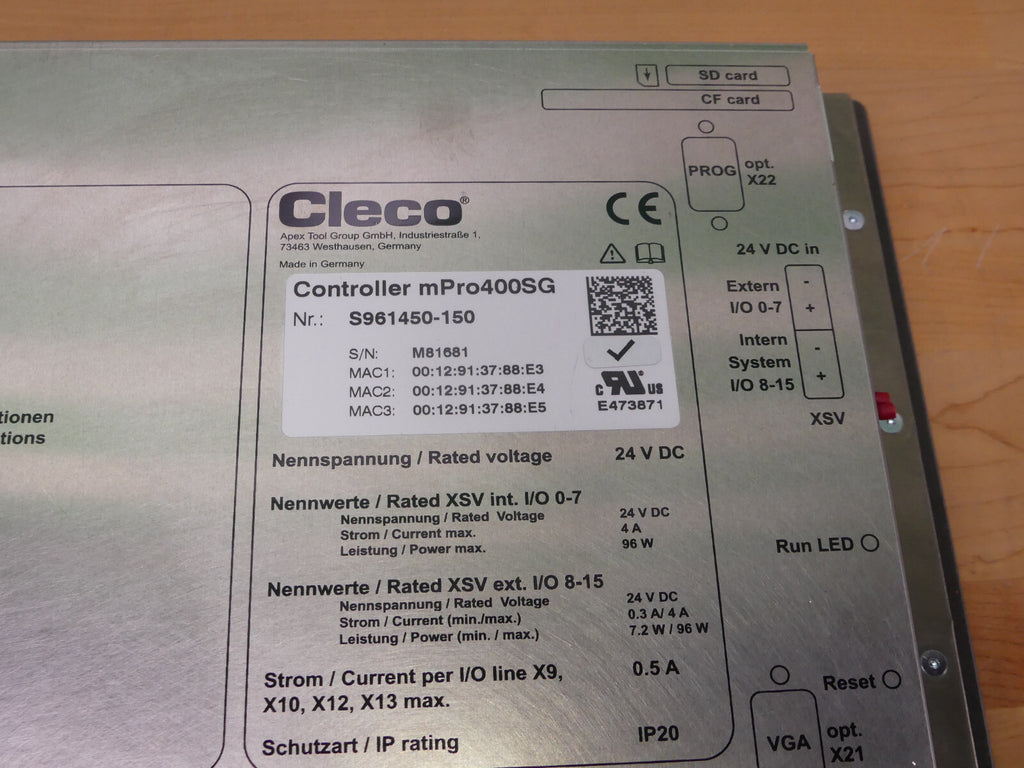 SD card
CF card
PROG
opt.
X22
Cleco®
Apex Tool Group GmbH, Industriestraße 1,
73463 Westhausen, Germany
Made in Germany
CE
Controller mPro400SG
Nr.: S961450-150
S/N: M81681
MAC1: 00:12:91:37:88:E3
MAC2: 00:12:91:37:88:E4
MAC3: 00:12:91:37:88:E5
c RU us
E473871
24 V DC in
Extern -
I/O 0-7 +
Intern -
System
I/O 8-15 +
XSV
tionen
tions
Nennspannung / Rated voltage 24 V DC
Nennwerte / Rated XSV int. I/O 0-7
Nennspannung / Rated Voltage 24 V DC
Strom / Current max. 4 A
Leistung / Power max. 96 W
Run LED
Nennwerte / Rated XSV ext. I/O 8-15
Nennspannung / Rated Voltage 24 V DC
Strom / Current (min./max.) 0.3 A/ 4 A
Leistung / Power (min. / max.) 7.2 W / 96 W
Strom / Current per I/O line X9, 0.5 A
X10, X12, X13 max.
Reset
Schutzart / IP rating IP20
VGA
opt.
X21